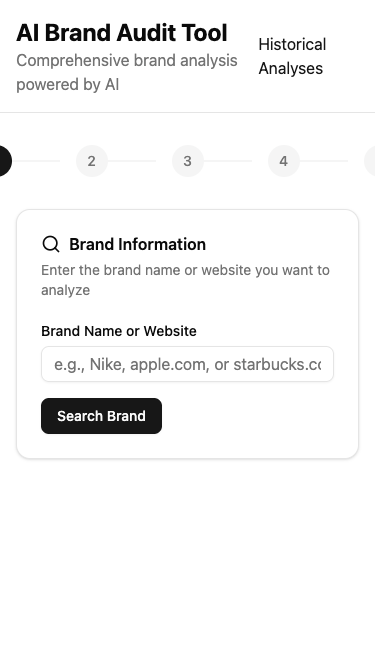 AI Brand Audit Tool
Comprehensive brand analysis
powered by AI
Historical
Analyses
2
3
4
Brand Information
Enter the brand name or website you want to
analyze
Brand Name or Website
e.g., Nike, apple.com, or starbucks.co
Search Brand